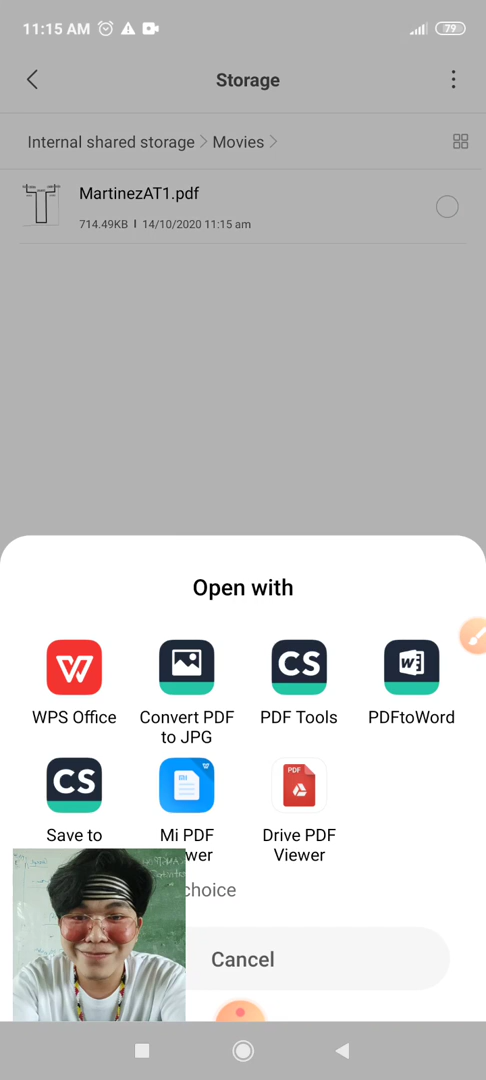 11:15 AM
79
Storage
Internal shared storage
Movies
MartinezAT1.pdf
714.49KB | 14/10/2020 11:15 am
Open with
WPS Office
Convert PDF
to JPG
PDF Tools
PDFtoWord
CS
CS
PDF
Save to
Mi PDF
wer
Drive PDF
Viewer
choice
Cancel